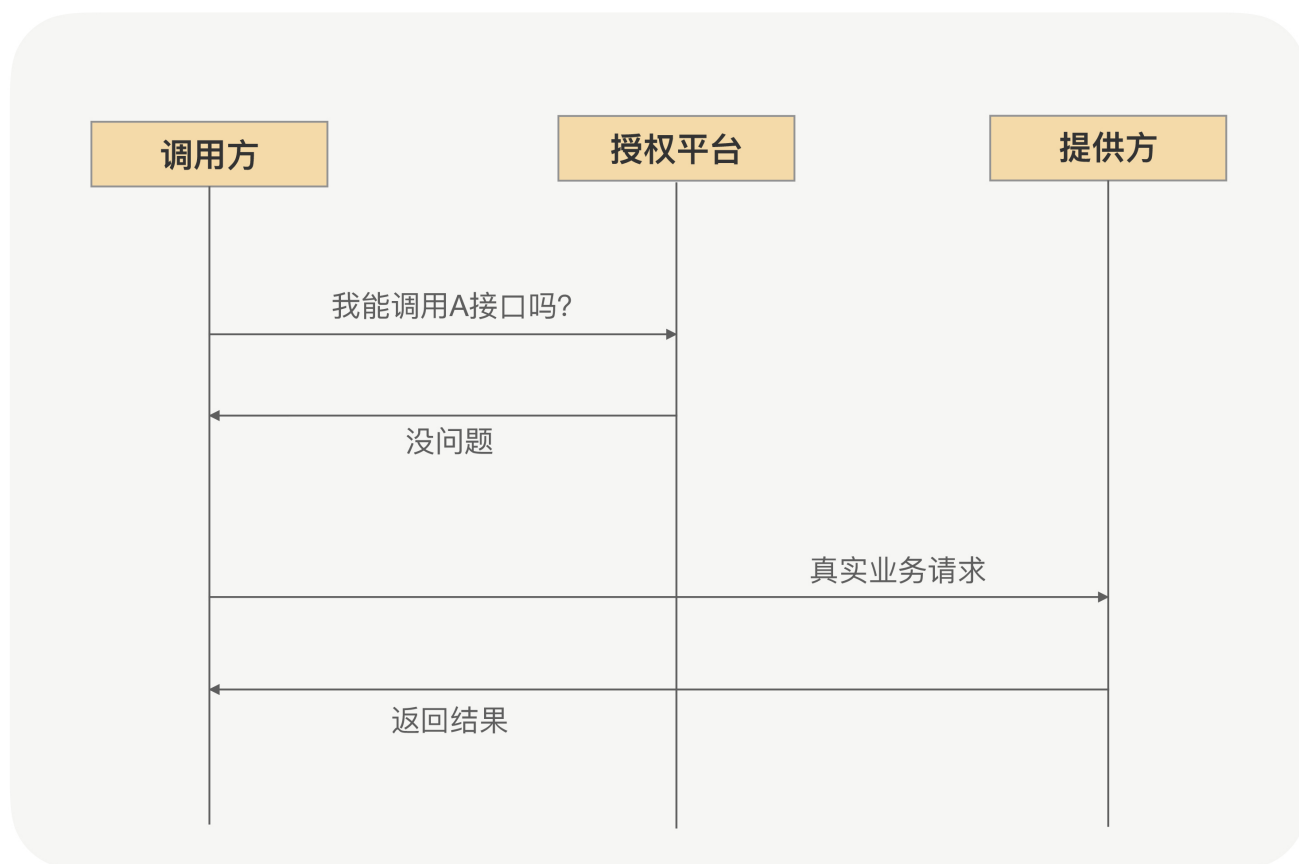 调用方
授权平台
提供方
我能调用A接口吗?
没问题
真实业务请求
返回结果